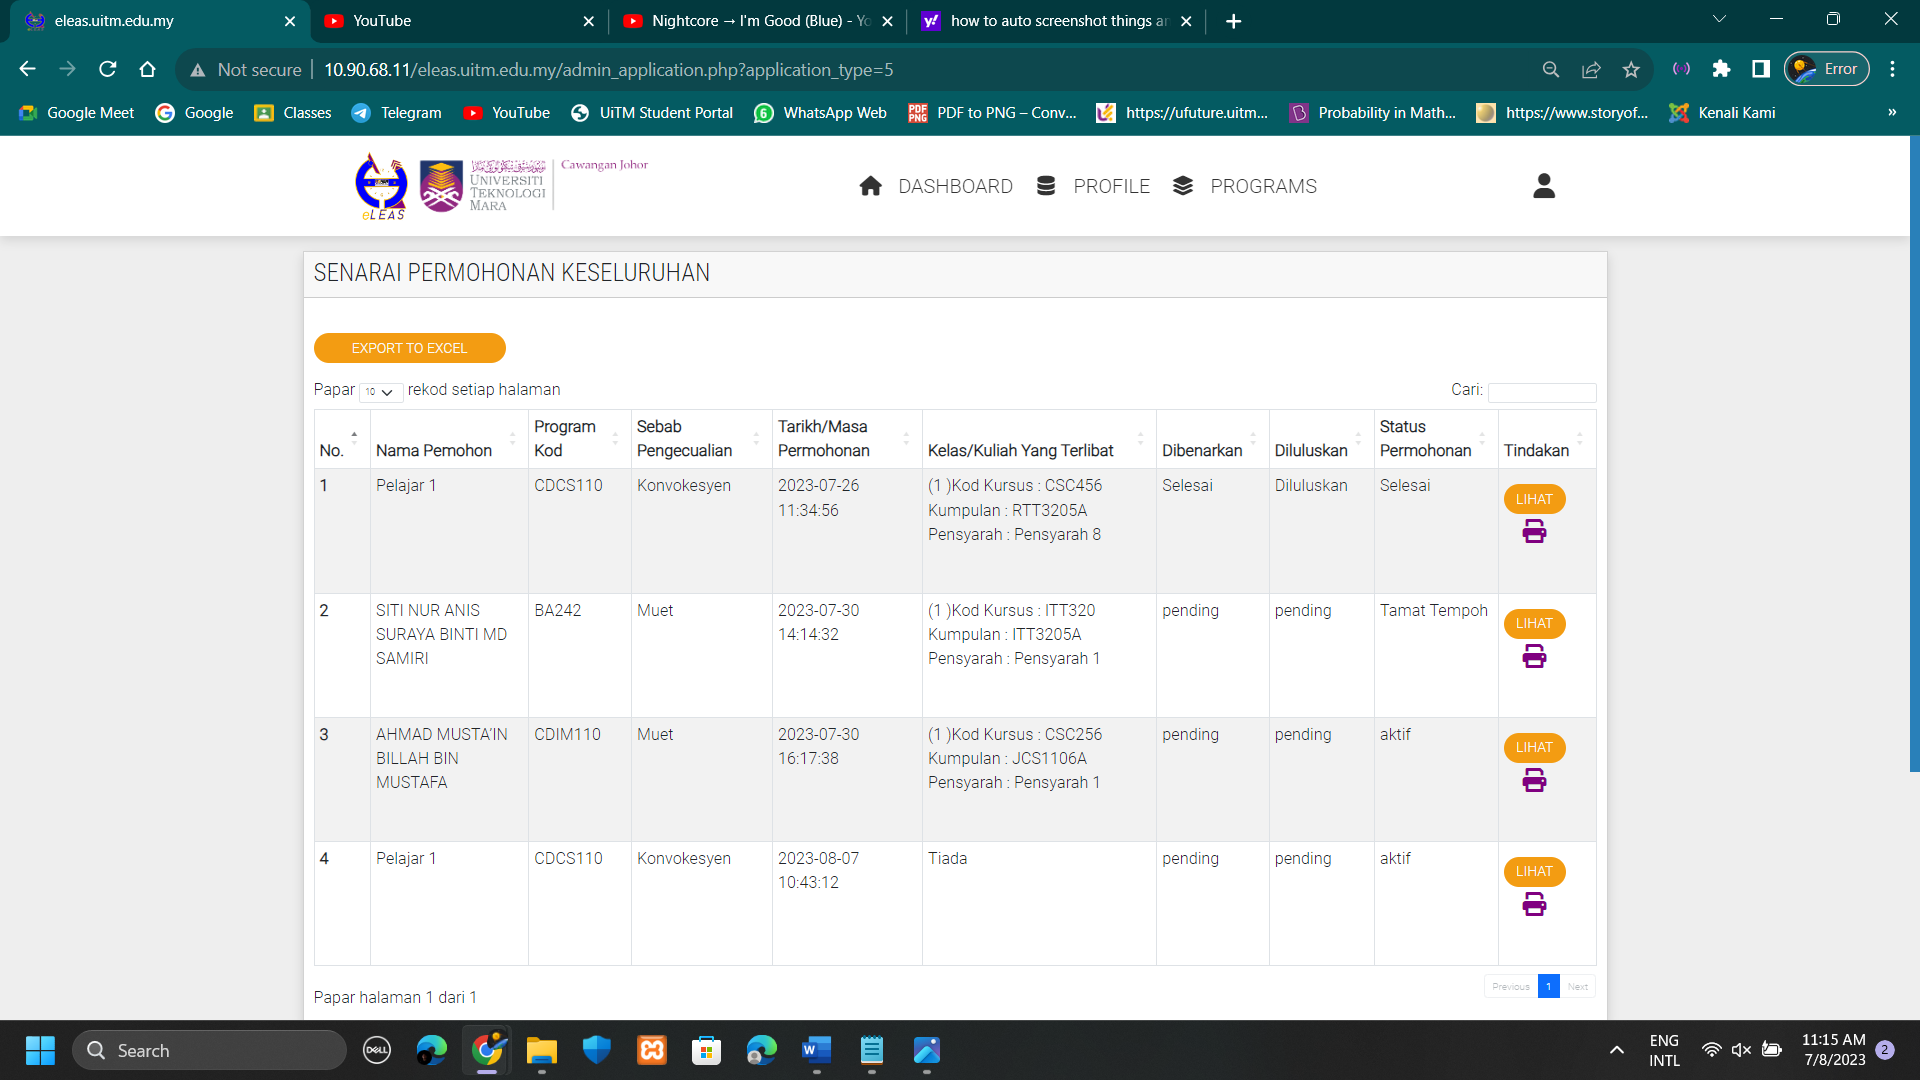 eleas.uitm.edu.my
YouTube
Nightcore → I'm Good (Blue) - Yo
how to auto screenshot things an
Not secure
10.90.68.11/eleas.uitm.edu.my/admin_application.php?application_type=5
Error
Google Meet
Google
Classes
Telegram
YouTube
UiTM Student Portal
WhatsApp Web
PDF to PNG – Conv...
https://ufuture.uitm...
Probability in Math...
https://www.storyof...
Kenali Kami
»
eLEAS
UNIVERSITI
TEKNOLOGI
MARA
Cawangan Johor
DASHBOARD
PROFILE
PROGRAMS
SENARAI PERMOHONAN KESELURUHAN
EXPORT TO EXCEL
Papar 10 rekod setiap halaman
Cari:
No.
Nama Pemohon
Program
Kod
Sebab
Pengecualian
Tarikh/Masa
Permohonan
Kelas/Kuliah Yang Terlibat
Dibenarkan
Diluluskan
Status
Permohonan
Tindakan
1
Pelajar 1
CDCS110
Konvokesyen
2023-07-26
11:34:56
(1 )Kod Kursus : CSC456
Kumpulan : RTT3205A
Pensyarah : Pensyarah 8
Selesai
Diluluskan
Selesai
LIHAT
2
SITI NUR ANIS
SURAYA BINTI MD
SAMIRI
BA242
Muet
2023-07-30
14:14:32
(1 )Kod Kursus : ITT320
Kumpulan : ITT3205A
Pensyarah : Pensyarah 1
pending
pending
Tamat Tempoh
LIHAT
3
AHMAD MUSTA'IN
BILLAH BIN
MUSTAFA
CDIM110
Muet
2023-07-30
16:17:38
(1 )Kod Kursus : CSC256
Kumpulan : JCS1106A
Pensyarah : Pensyarah 1
pending
pending
aktif
LIHAT
4
Pelajar 1
CDCS110
Konvokesyen
2023-08-07
10:43:12
Tiada
pending
pending
aktif
LIHAT
Papar halaman 1 dari 1
Previous
1
Next
Search
DELL
ENG
INTL
11:15 AM
7/8/2023
2